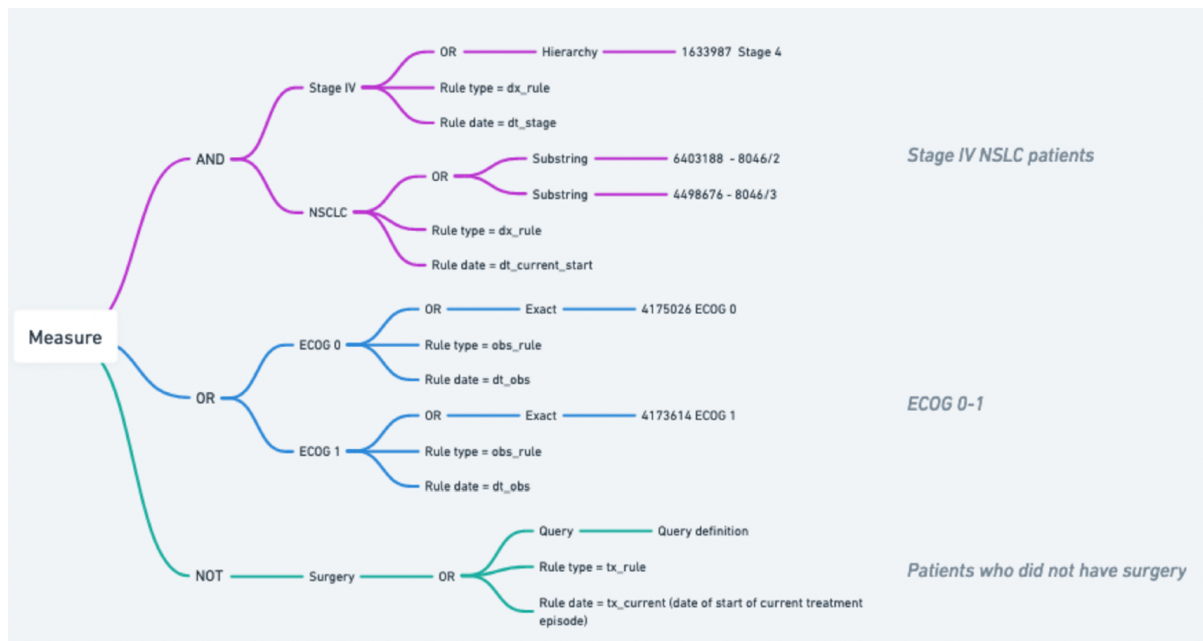 OR
Hierarchy
1633987 Stage 4
Stage IV
Rule type = dx_rule
Rule date = dt_stage
AND
Stage IV NSLC patients
Substring
6403188 - 8046/2
OR
Substring
4498676 - 8046/3
NSCLC
Rule type = dx_rule
Rule date = dt_current_start
Measure
OR
Exact
4175026 ECOG 0
ECOG 0
Rule type = obs_rule
Rule date = dt_obs
OR
ECOG 0-1
OR
Exact
4173614 ECOG 1
ECOG 1
Rule type = obs_rule
Rule date = dt_obs
Query
Query definition
NOT
Surgery
OR
Rule type = tx_rule
Patients who did not have surgery
Rule date = tx_current (date of start of current treatment
episode)